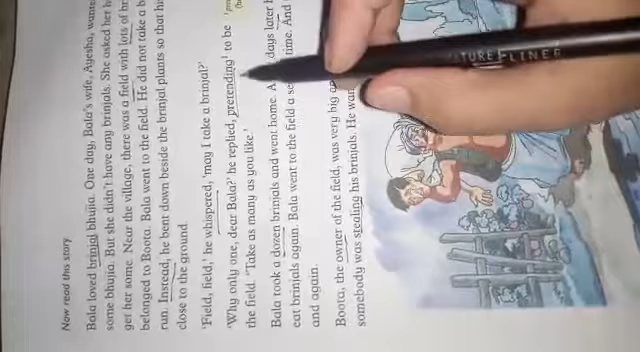 Now read this story
Bala loved brinjal bhujia. One day, Bala's wife, Ayesha, wante
some bhujia. But she didn't have any brinjals. She asked her h
get her some. Near the village, there was a field with lots of br
belonged to Boota. Bala went to the field. He did not take a b
run. Instead, he bent down beside the brinjal plants so that hi
close to the ground.
'Field, field,' he whispered, 'may I take a brinjal?'
'Why only one, dear Bala?' he replied, pretending¹ to be
the field. 'Take as many as you like.'
Bala took a dozen brinjals and went home. A days later h
eat brinjals again. Bala went to the field a se time. And
and again.
Boota, the owner of the field, was very big
somebody was stealing his brinjals. He wan
TURE FLINER